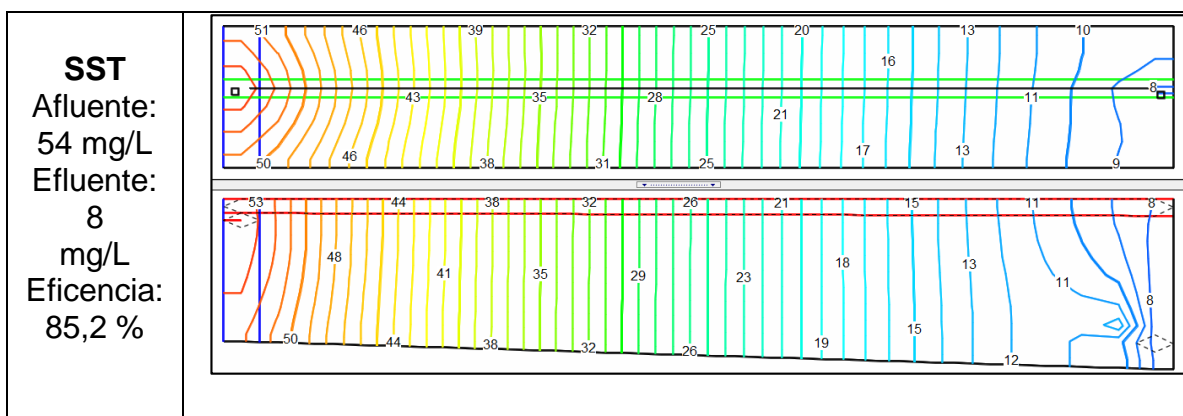 SST
Afluente:
54 mg/L
Efluente:
8
mg/L
Eficencia:
85,2 %
51 46 39 32 25 20 13 10
16
8
43 35 28 11
21
46 17 13
50 38 31 25 9
53 44 38 32 26 21 15 11 8
48 18 13
41 35 29 23 11 8
15
50 44 38 32 26 19 12